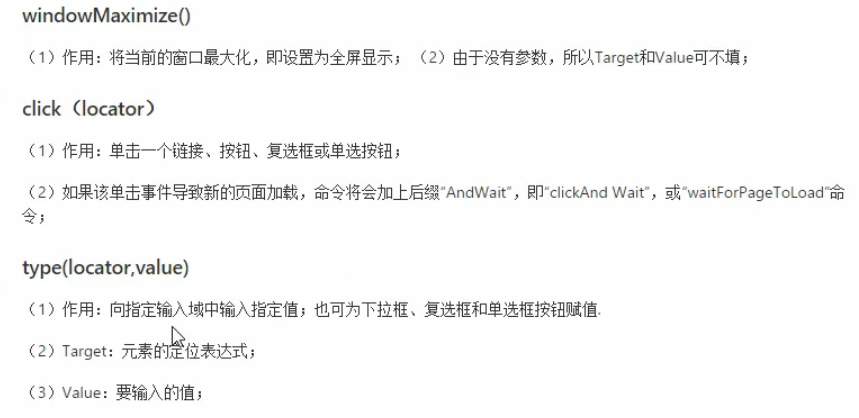 windowMaximize()
（1）作用：将当前的窗口最大化，即设置为全屏显示； （2）由于没有参数，所以Target和Value可不填；
click（locator）
（1）作用：单击一个链接、按钮、复选框或单选按钮；
（2）如果该单击事件导致新的页面加载，命令将会加上后缀“AndWait”，即“clickAnd Wait”，或“waitForPageToLoad”命
令；
type(locator,value)
（1）作用：向指定输入域中输入指定值；也可为下拉框、复选框和单选框按钮赋值.
（2）Target：元素的定位表达式；
（3）Value：要输入的值；